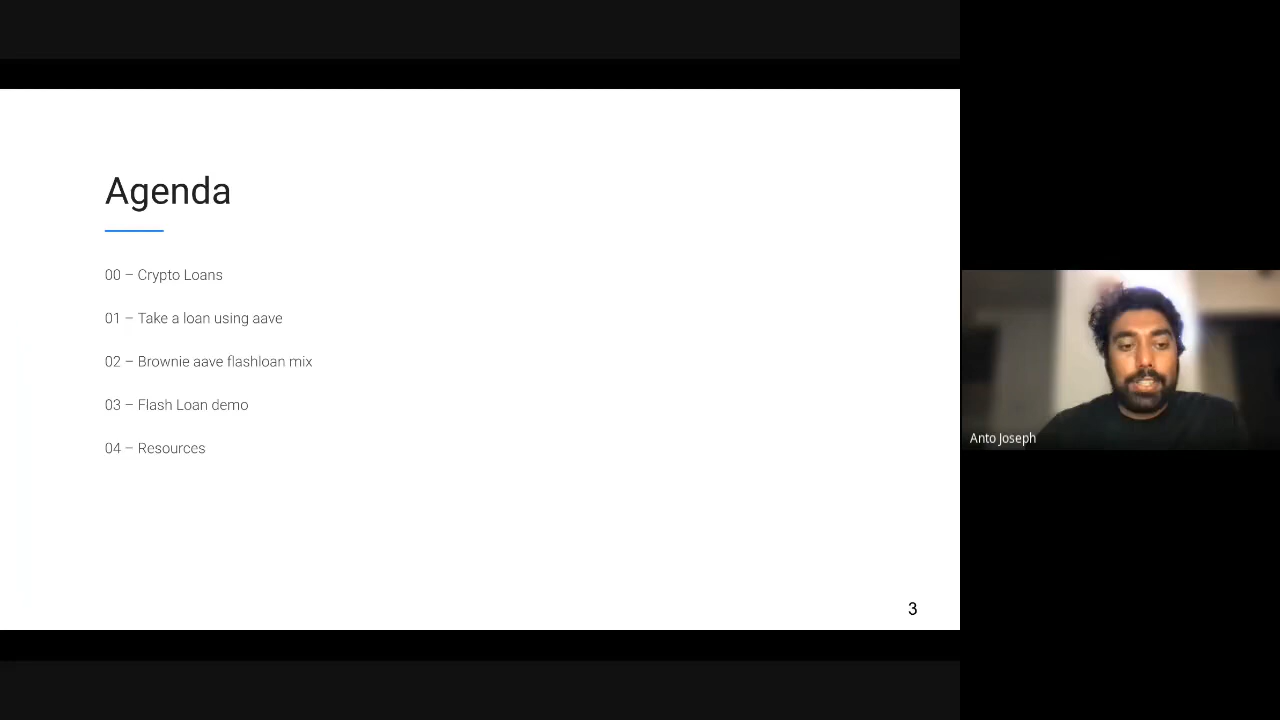 Agenda
00 – Crypto Loans
01 – Take a loan using aave
02 – Brownie aave flashloan mix
03 – Flash Loan demo
04 – Resources
3
Anto Joseph